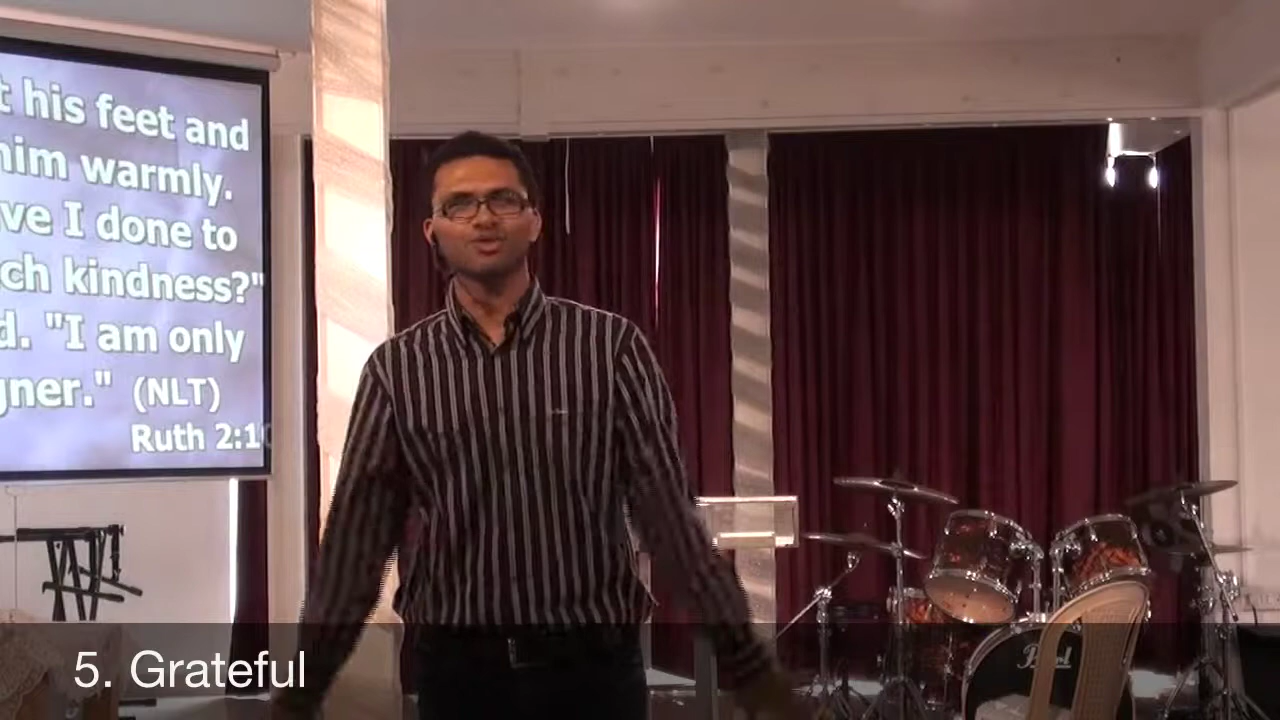 t his feet and
him warmly.
ve I done to
ch kindness?"
d. "I am only
gner." (NLT)
Ruth 2:1
Pearl
5. Grateful